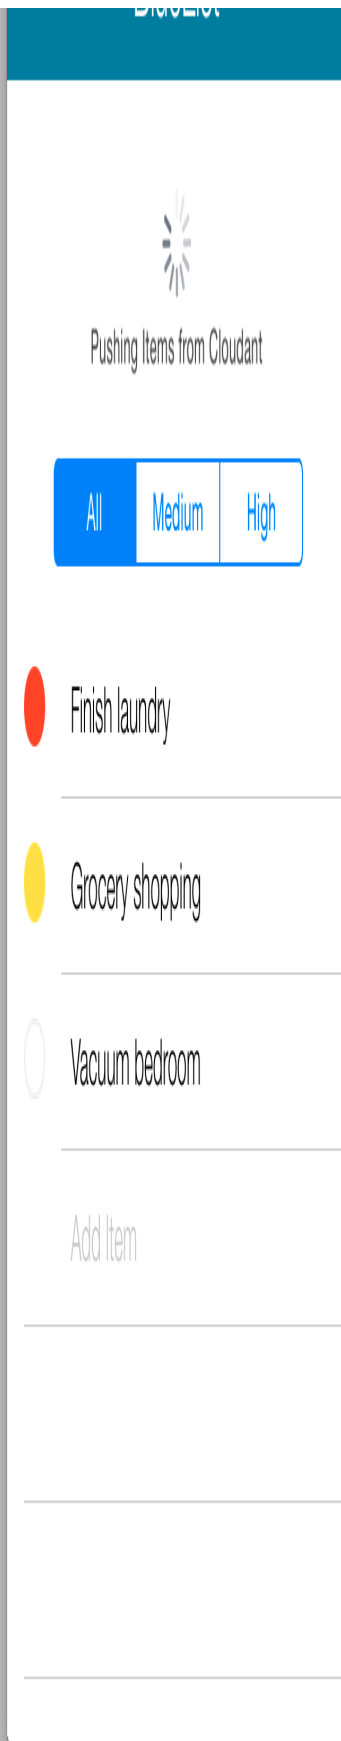 Pushing Items from Cloudant
All Medium High
Finish laundry
Grocery shopping
Vacuum bedroom
Add Item